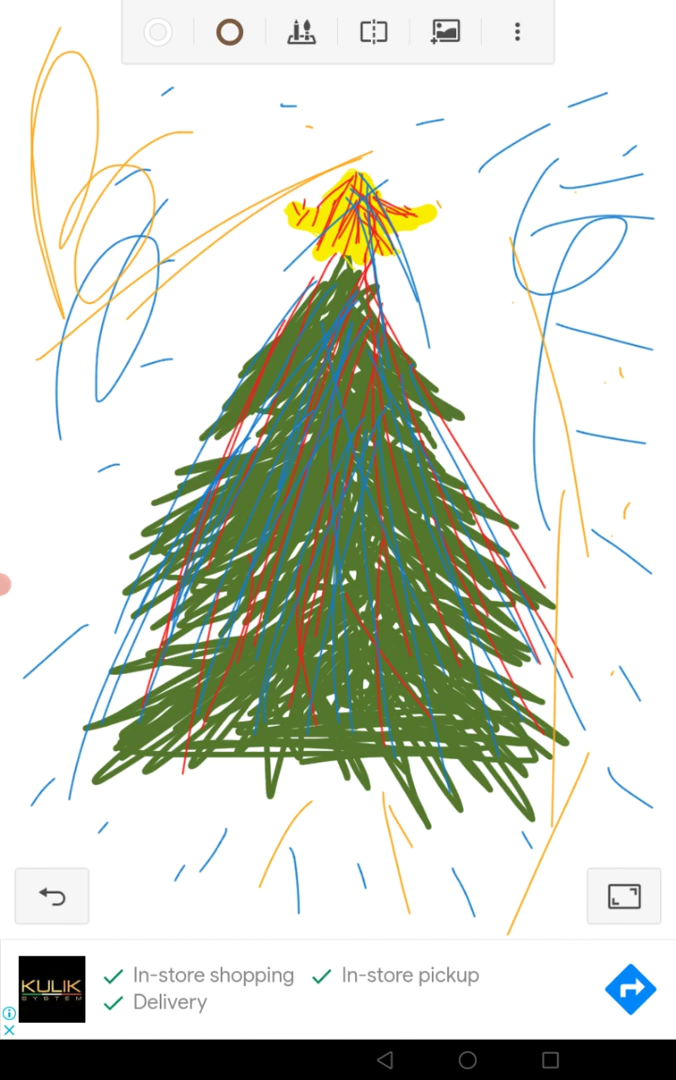 KULIK
SYSTEM
In-store shopping
In-store pickup
Delivery